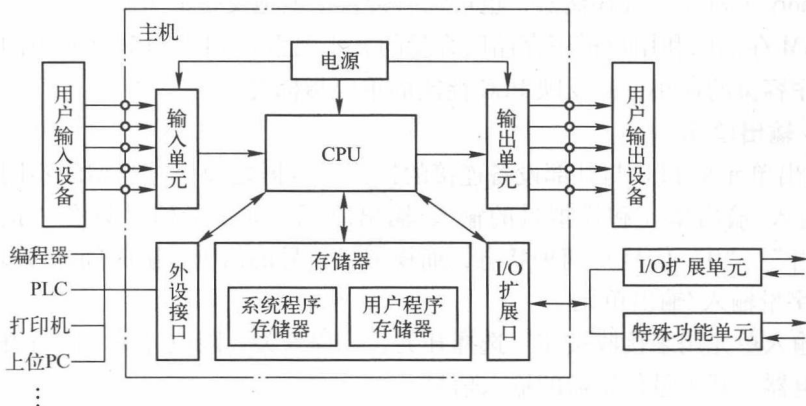 主机
电源
用户输入设备
输入单元
CPU
输出单元
用户输出设备
编程器
PLC
打印机
上位PC
⋮
外设接口
存储器
系统程序
存储器
用户程序
存储器
I/O扩展口
I/O扩展单元
特殊功能单元